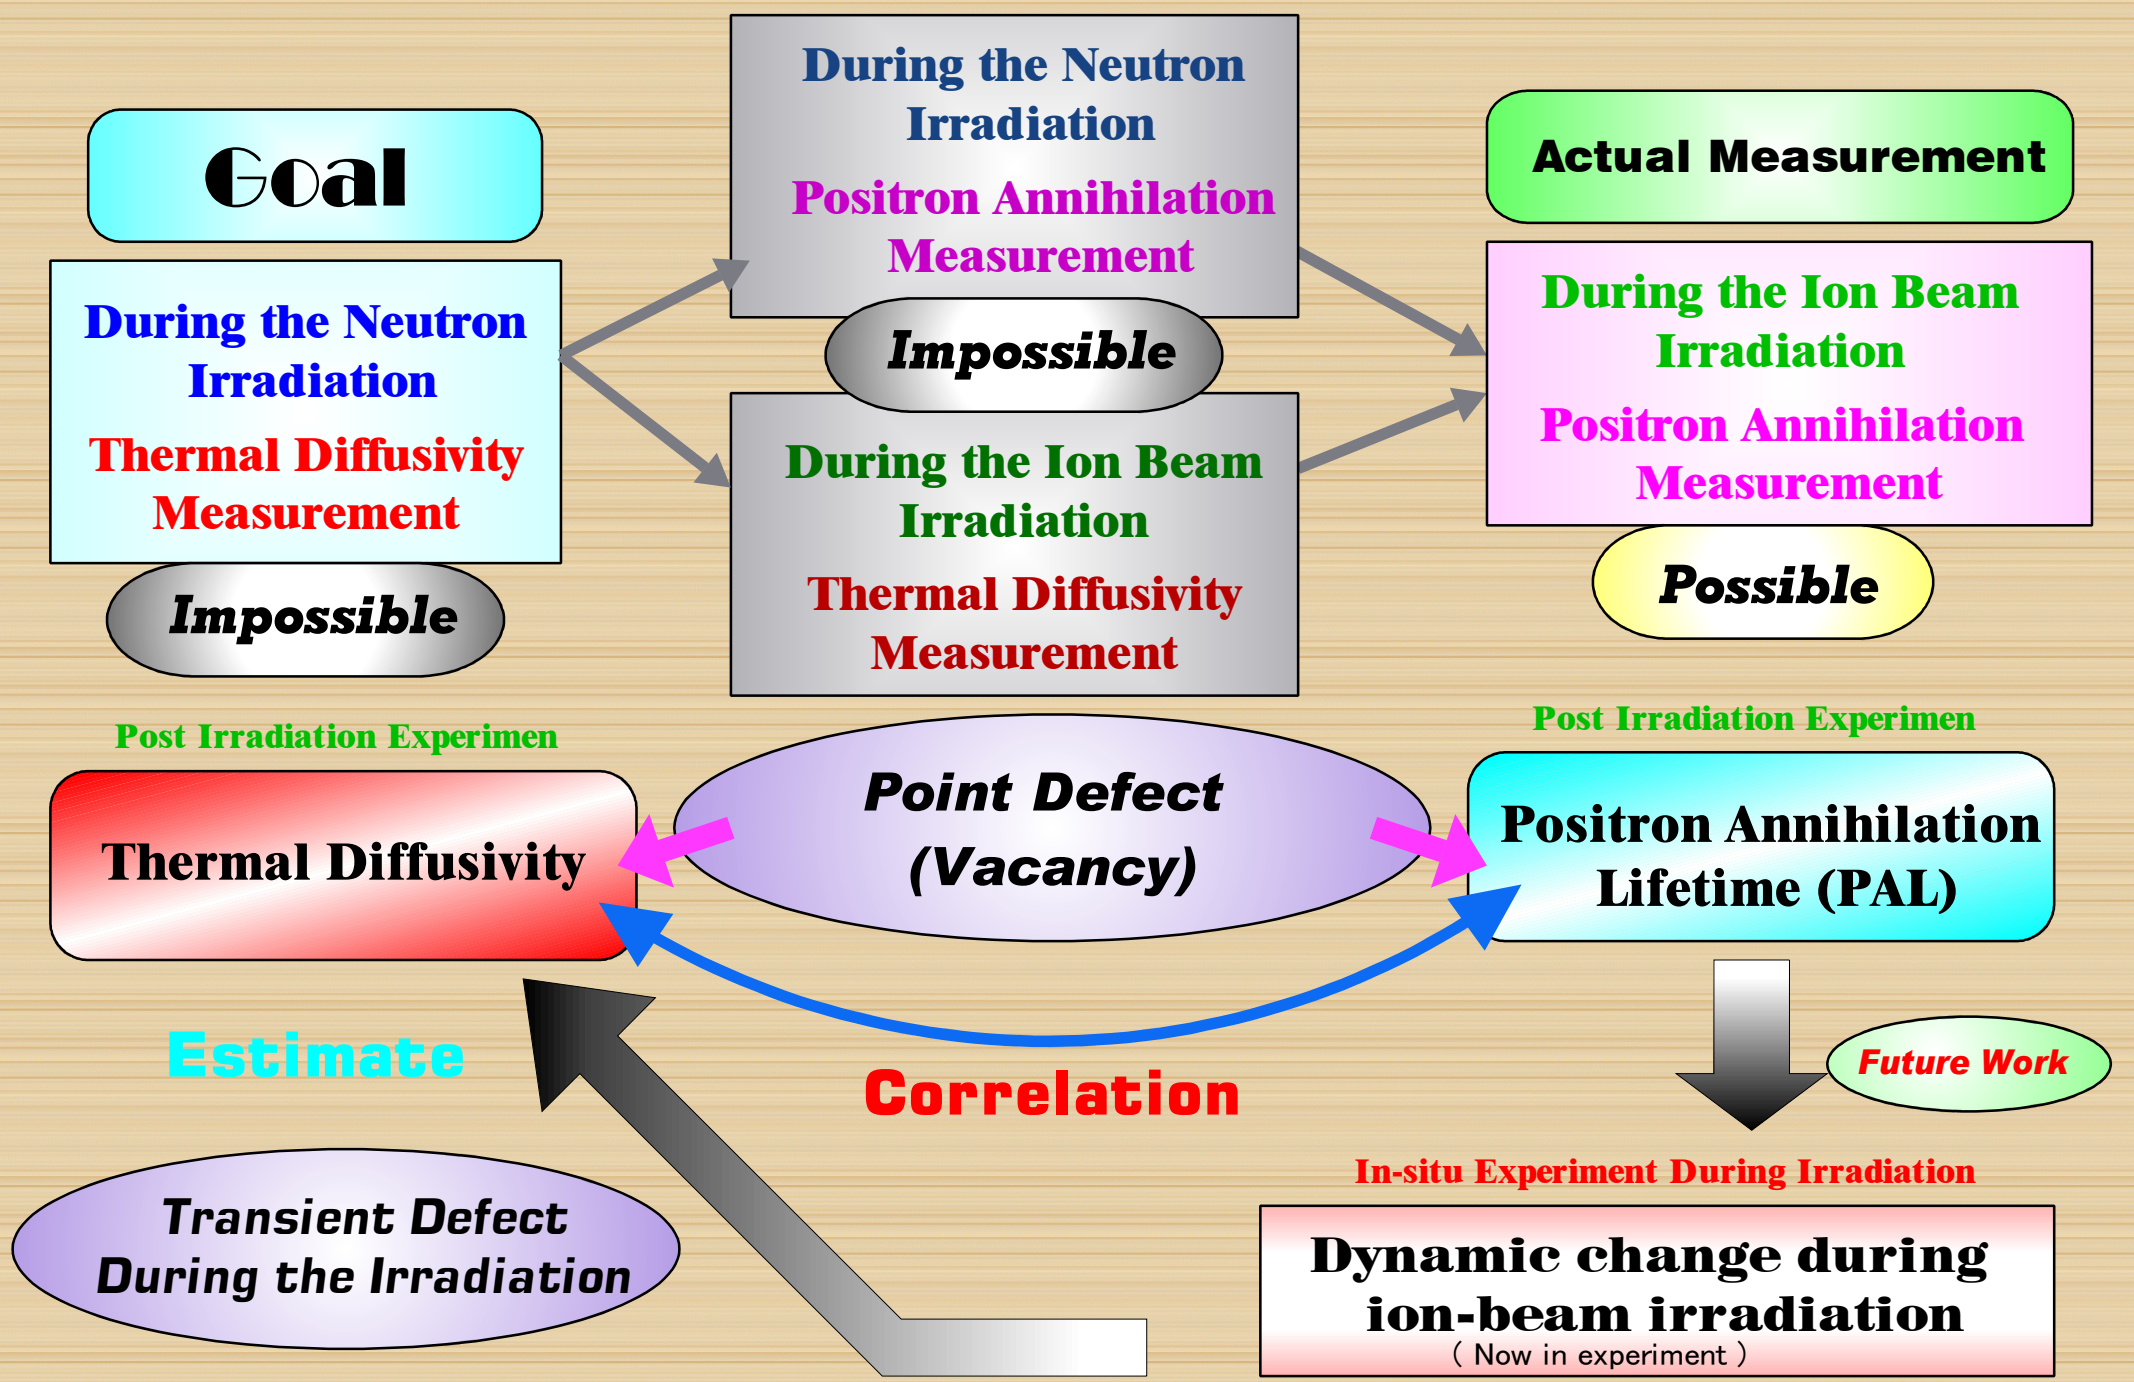 Goal
During the Neutron
Irradiation
Thermal Diffusivity
Measurement
Impossible
During the Neutron
Irradiation
Positron Annihilation
Measurement
Impossible
During the Ion Beam
Irradiation
Thermal Diffusivity
Measurement
Actual Measurement
During the Ion Beam
Irradiation
Positron Annihilation
Measurement
Possible
Post Irradiation Experimen
Thermal Diffusivity
Point Defect
(Vacancy)
Post Irradiation Experimen
Positron Annihilation
Lifetime (PAL)
Estimate
Correlation
Future Work
Transient Defect
During the Irradiation
In-situ Experiment During Irradiation
Dynamic change during
ion-beam irradiation
( Now in experiment )